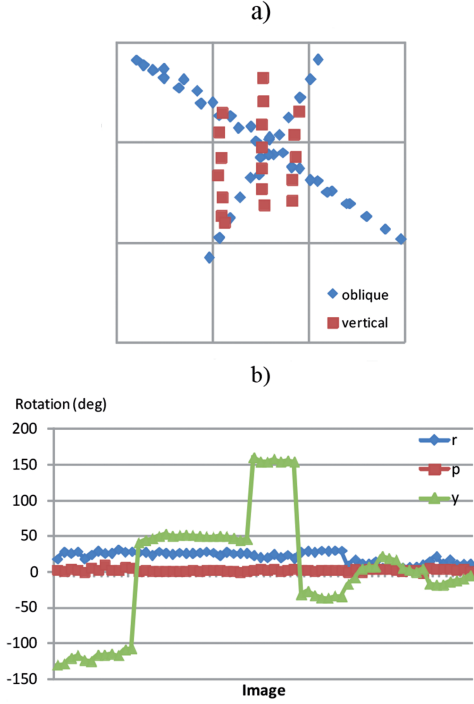 a)
oblique
vertical
b)
Rotation (deg)
200
150
100
50
0
-50
-100
-150
r
p
y
Image